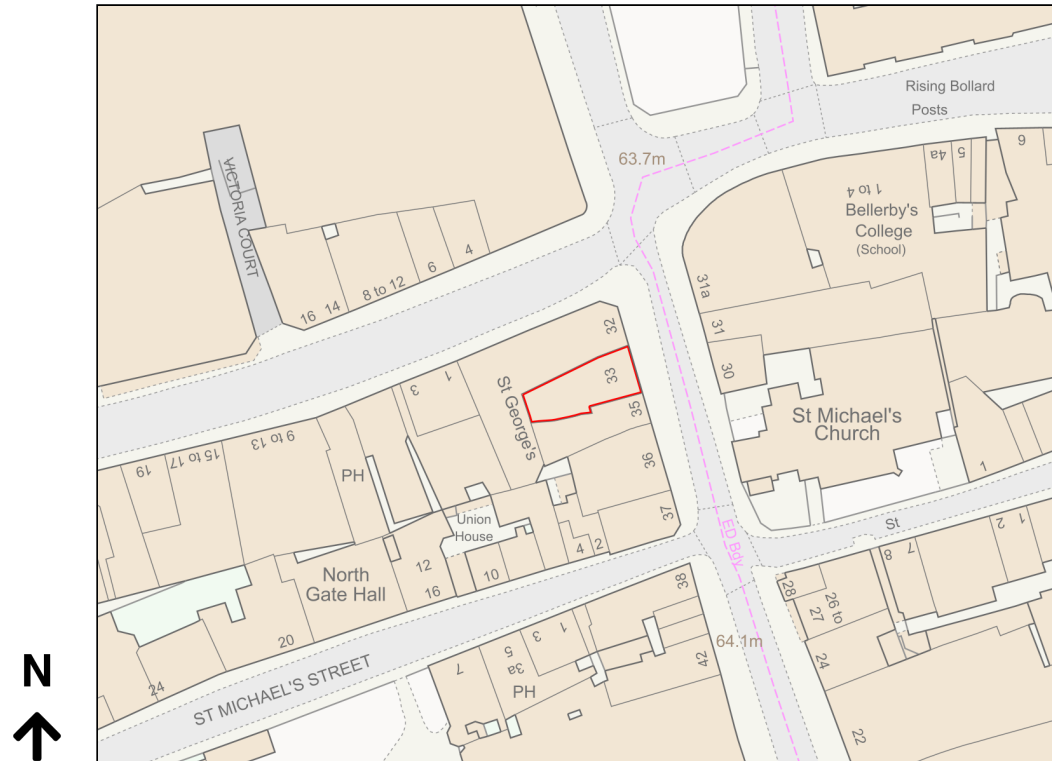 Rising Bollard
Posts
63.7m
VICTORIA COURT
6
5
4a
1 to 4
Bellerby's
College
(School)
4
6
8 to 12
14
16
31a
31
30
32
33
35
36
37
St George's
1
3
9 to 13
15 to 17
19
PH
St Michael's
Church
1
St
ED Bdy
Union
House
North
Gate Hall
12
16
10
4
2
20
24
ST MICHAEL'S STREET
38
42
1
3
5
3a
7
PH
64.1m
1
2
7
8
28
27
26 to
24
22
N